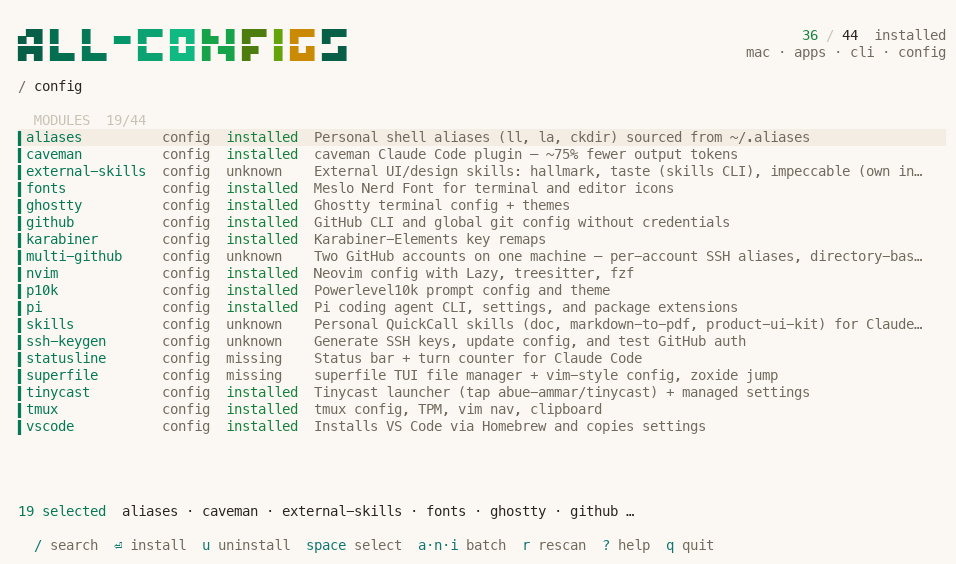 ALL-CONFIGS
36 / 44 installed
mac · apps · cli · config
/ config
MODULES 19/44
aliases config installed Personal shell aliases (ll, la, ckdir) sourced from ~/.aliases
caveman config installed caveman Claude Code plugin — ~75% fewer output tokens
external-skills config unknown External UI/design skills: hallmark, taste (skills CLI), impeccable (own in…
fonts config installed Meslo Nerd Font for terminal and editor icons
ghostty config installed Ghostty terminal config + themes
github config installed GitHub CLI and global git config without credentials
karabiner config installed Karabiner-Elements key remaps
multi-github config unknown Two GitHub accounts on one machine — per-account SSH aliases, directory-bas…
nvim config installed Neovim config with Lazy, treesitter, fzf
p10k config installed Powerlevel10k prompt config and theme
pi config installed Pi coding agent CLI, settings, and package extensions
skills config unknown Personal QuickCall skills (doc, markdown-to-pdf, product-ui-kit) for Claude…
ssh-keygen config unknown Generate SSH keys, update config, and test GitHub auth
statusline config missing Status bar + turn counter for Claude Code
superfile config missing superfile TUI file manager + vim-style config, zoxide jump
tinycast config installed Tinycast launcher (tap abue-ammar/tinycast) + managed settings
tmux config installed tmux config, TPM, vim nav, clipboard
vscode config installed Installs VS Code via Homebrew and copies settings
19 selected aliases · caveman · external-skills · fonts · ghostty · github …
/ search ⏎ install u uninstall space select a·n·i batch r rescan ? help q quit